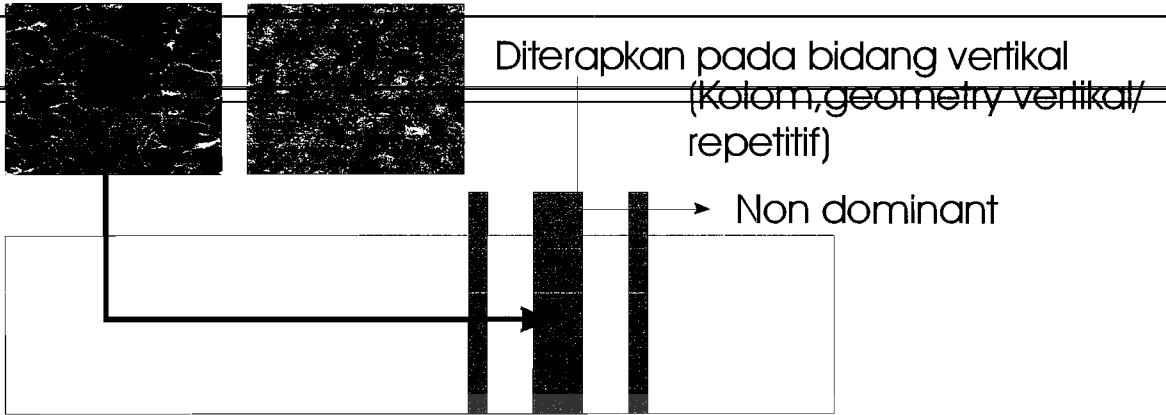 Diterapkan pada bidang vertikal
(Kolom,geometry vertikal/
repetitif)
Non dominant